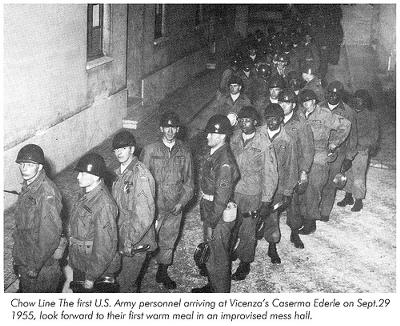 Chow Line The first U.S. Army personnel arriving at Vicenza's Caserma Ederle on Sept.29
1955, look forward to their first warm meal in an improvised mess hall.